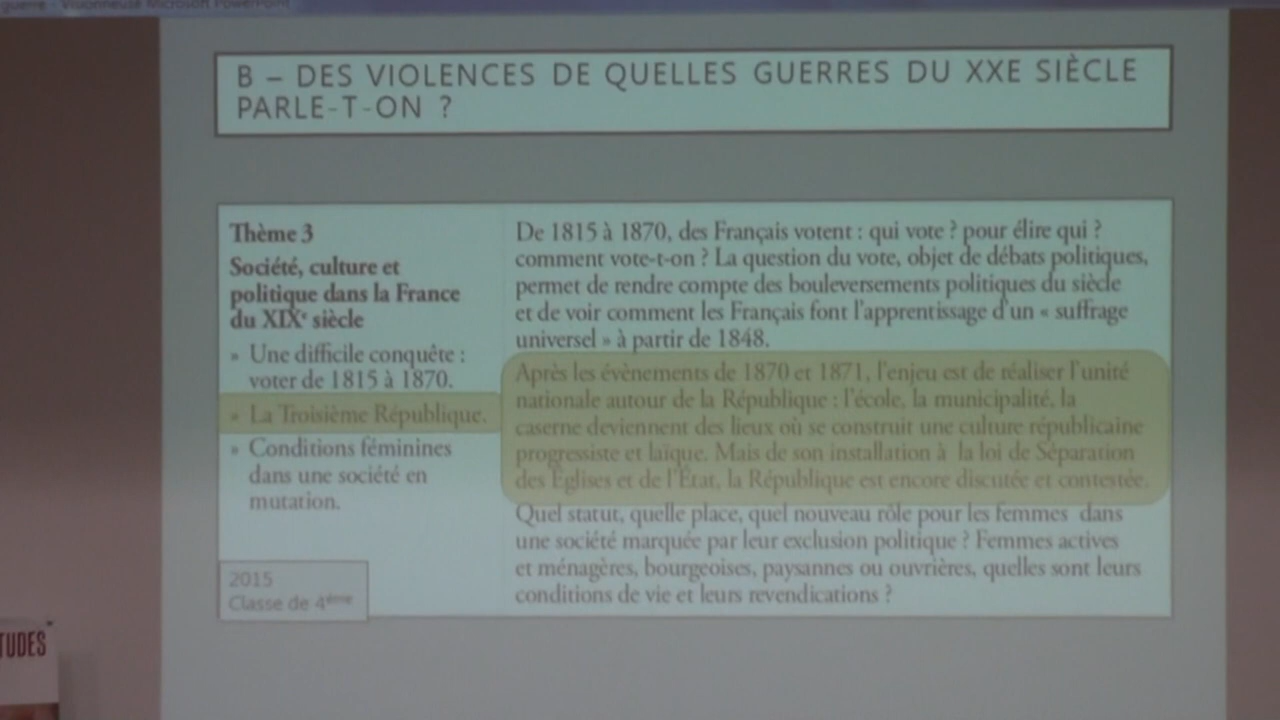 guerre - Visionneuse Microsoft PowerPoint
B – DES VIOLENCES DE QUELLES GUERRES DU XXE SIÈCLE
PARLE-T-ON ?
Thème 3
Société, culture et
politique dans la France
du XIXe siècle
» Une difficile conquête :
voter de 1815 à 1870.
» La Troisième République.
» Conditions féminines
dans une société en
mutation.
2015
Classe de 4ème
De 1815 à 1870, des Français votent : qui vote ? pour élire qui ?
comment vote-t-on ? La question du vote, objet de débats politiques,
permet de rendre compte des bouleversements politiques du siècle
et de voir comment les Français font l'apprentissage d'un « suffrage
universel » à partir de 1848.
Après les évènements de 1870 et 1871, l'enjeu est de réaliser l'unité
nationale autour de la République : l'école, la municipalité, la
caserne deviennent des lieux où se construit une culture républicaine
progressiste et laïque. Mais de son installation à la loi de Séparation
des Églises et de l'État, la République est encore discutée et contestée.
Quel statut, quelle place, quel nouveau rôle pour les femmes dans
une société marquée par leur exclusion politique ? Femmes actives
et ménagères, bourgeoises, paysannes ou ouvrières, quelles sont leurs
conditions de vie et leurs revendications ?
TUDES